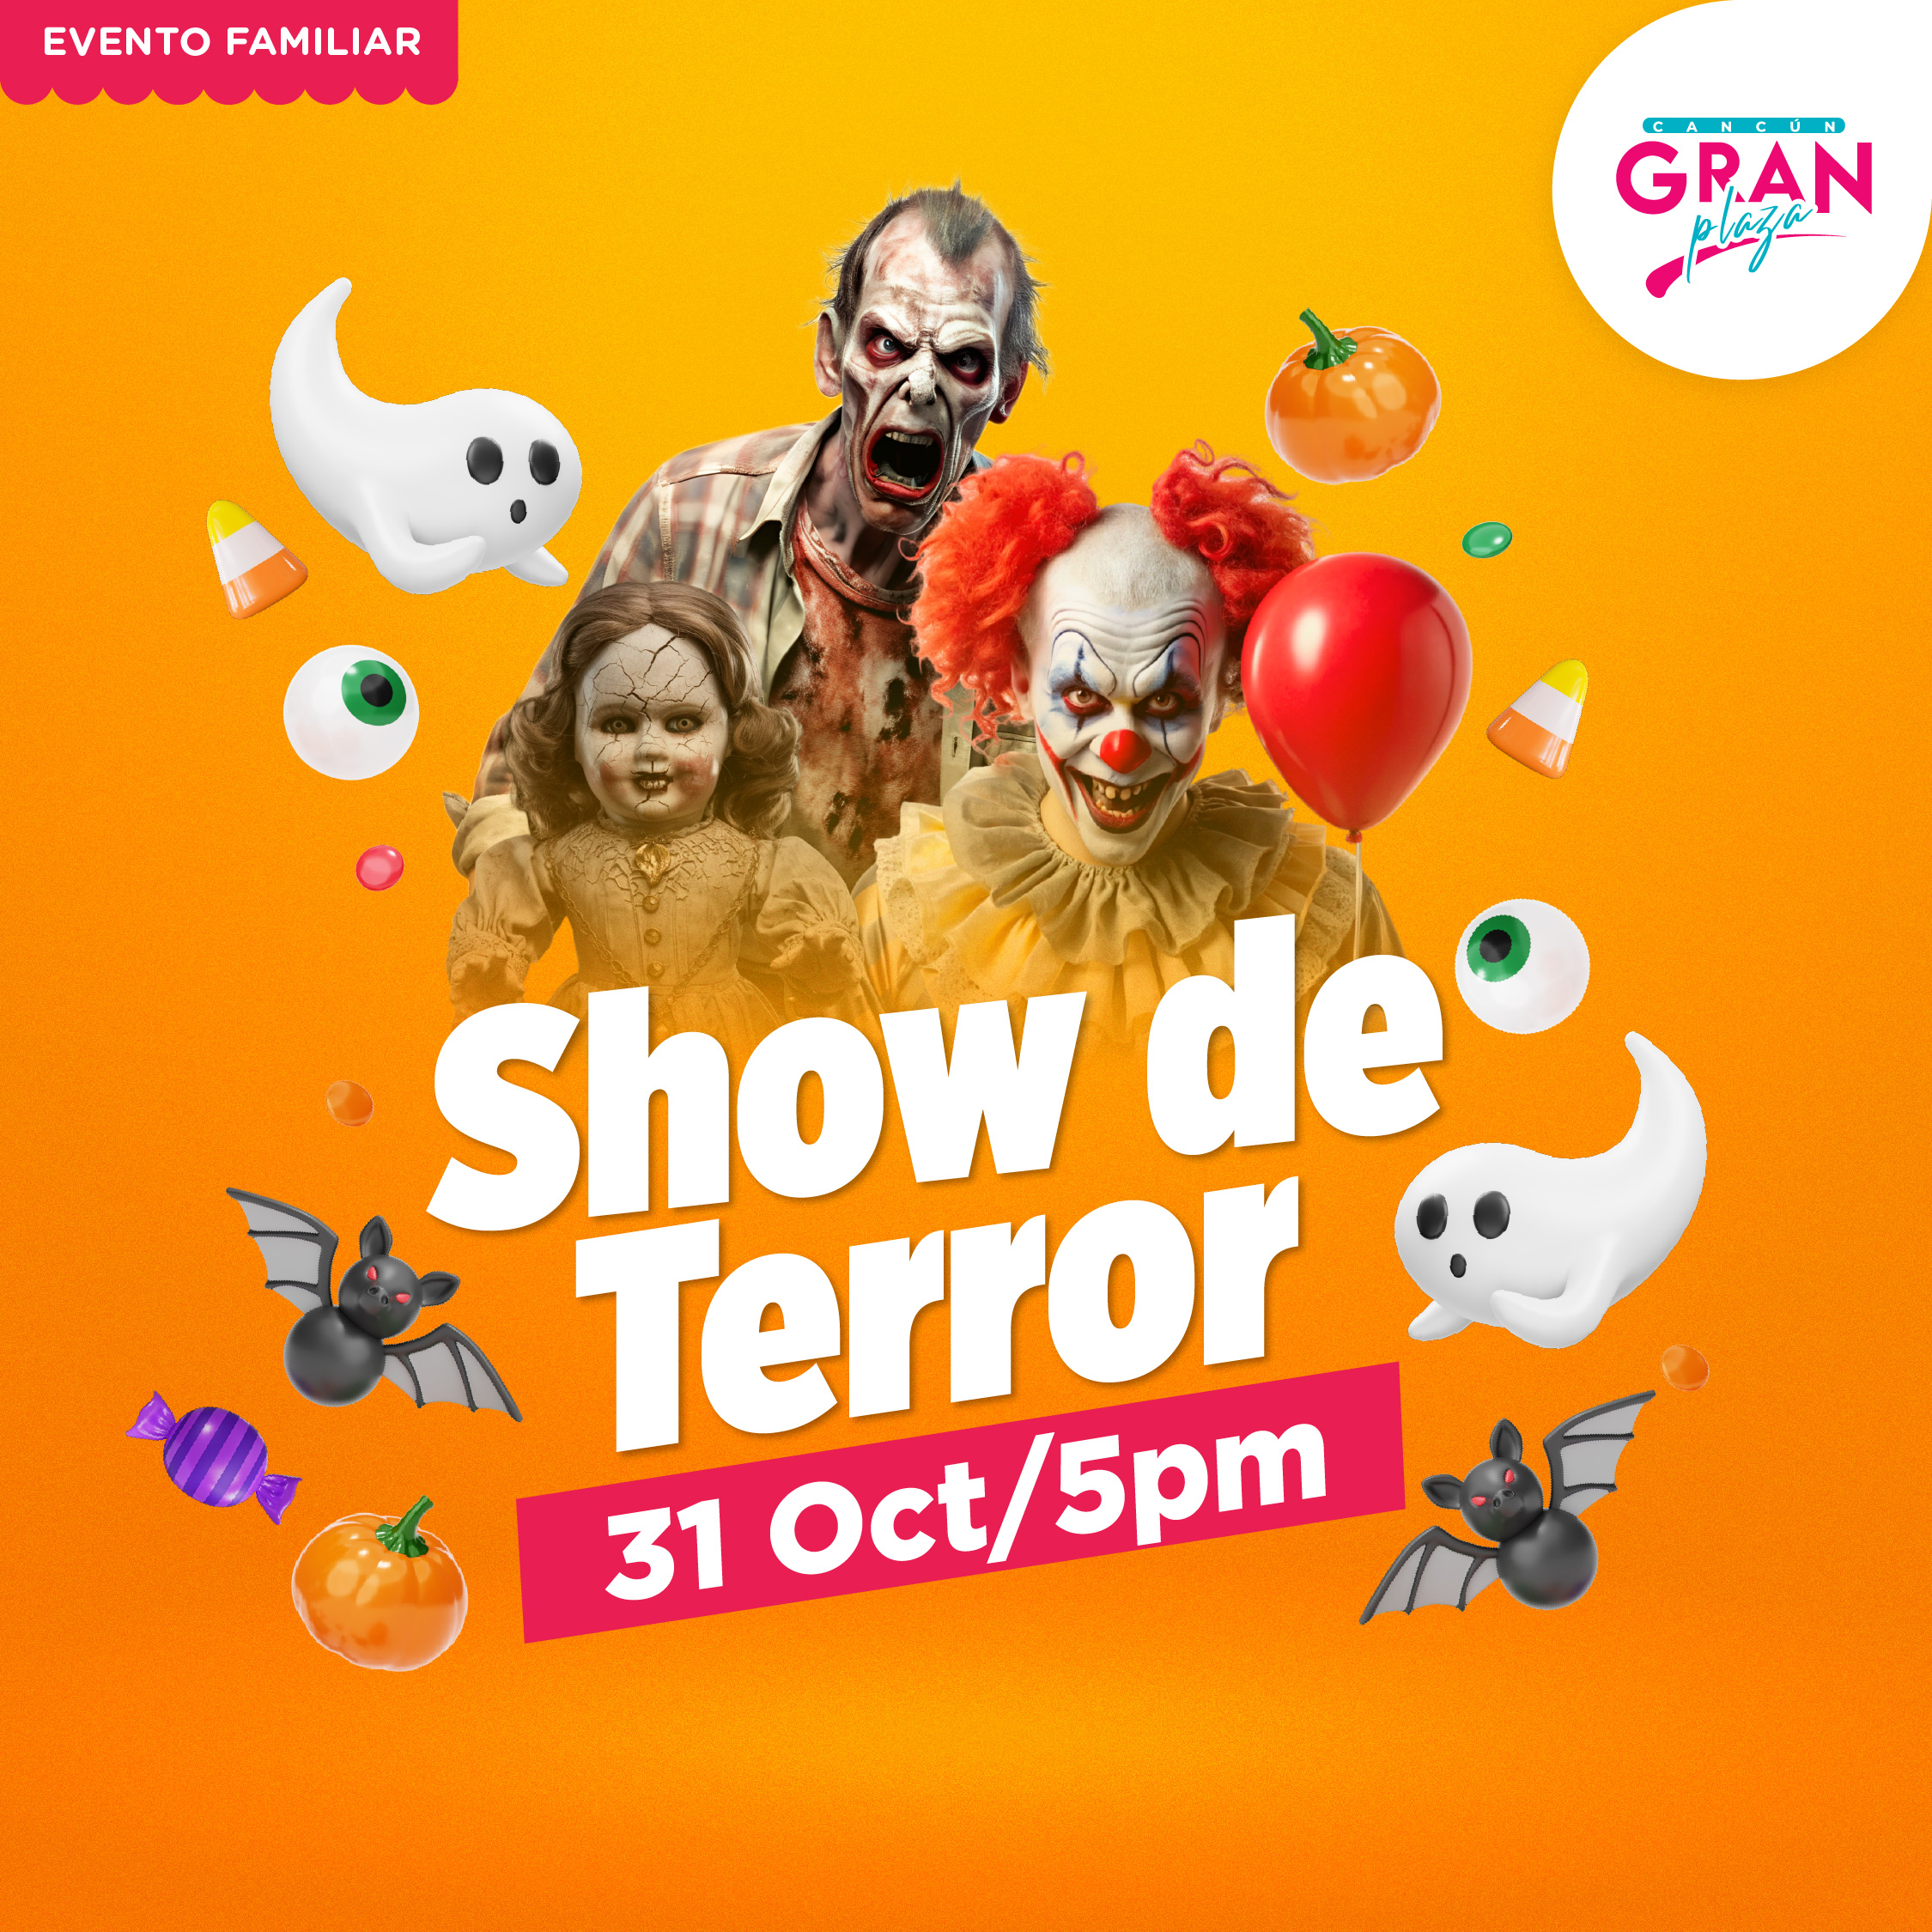 EVENTO FAMILIAR
CANCÚN
GRAN
plaza
Show de
Terror
31 Oct/5pm